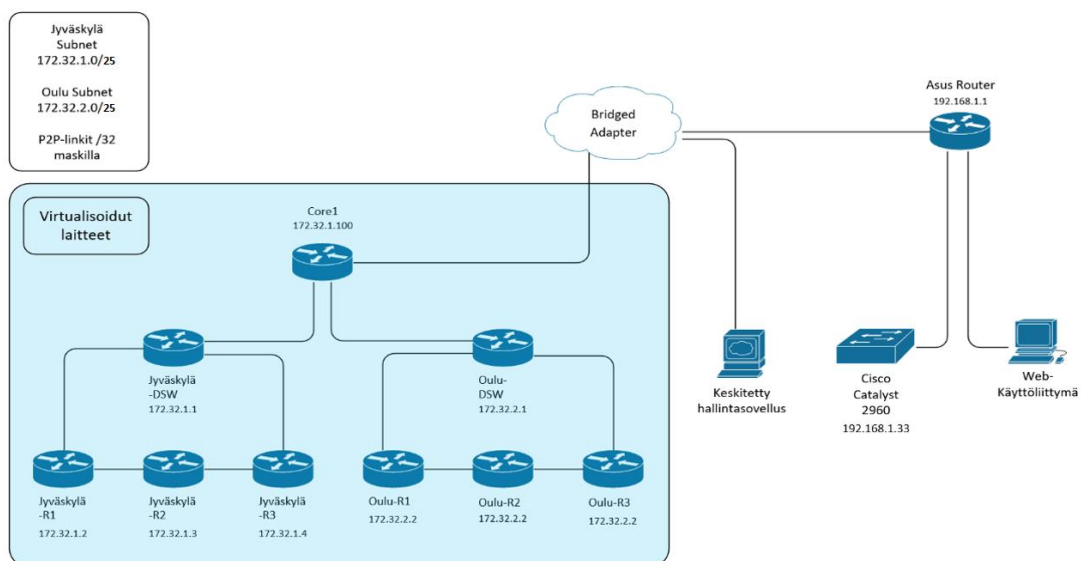 Jyväskylä
Subnet
172.32.1.0/25
Oulu Subnet
172.32.2.0/25
P2P-linkit /32
maskilla
Bridged
Adapter
Asus Router
192.168.1.1
Virtualisoidut
laitteet
Core1
172.32.1.100
Jyväskylä
-DSW
172.32.1.1
Oulu-
DSW
172.32.2.1
Keskitetty
hallintasovellus
Cisco
Catalyst
2960
192.168.1.33
Web-
Käyttöliittymä
Jyväskylä
-R1
172.32.1.2
Jyväskylä
-R2
172.32.1.3
Jyväskylä
-R3
172.32.1.4
Oulu-R1
172.32.2.2
Oulu-R2
172.32.2.2
Oulu-R3
172.32.2.2